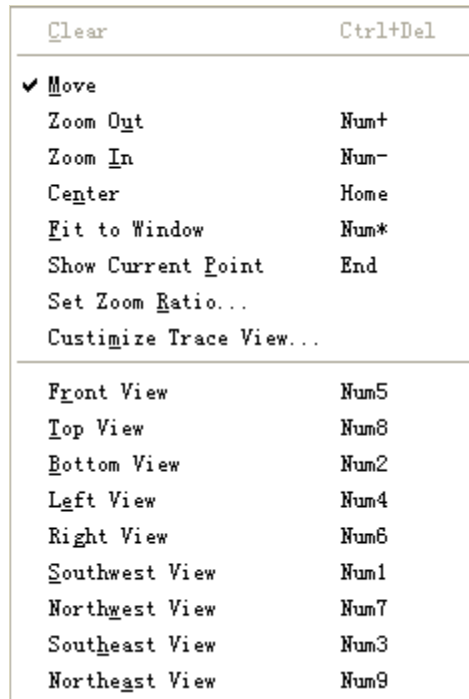 Clear Ctrl+Del
Move
Zoom Out Num+
Zoom In Num-
Center Home
Fit to Window Num*
Show Current Point End
Set Zoom Ratio...
Custimize Trace View...
Front View Num5
Top View Num8
Bottom View Num2
Left View Num4
Right View Num6
Southwest View Num1
Northwest View Num7
Southeast View Num3
Northeast View Num9